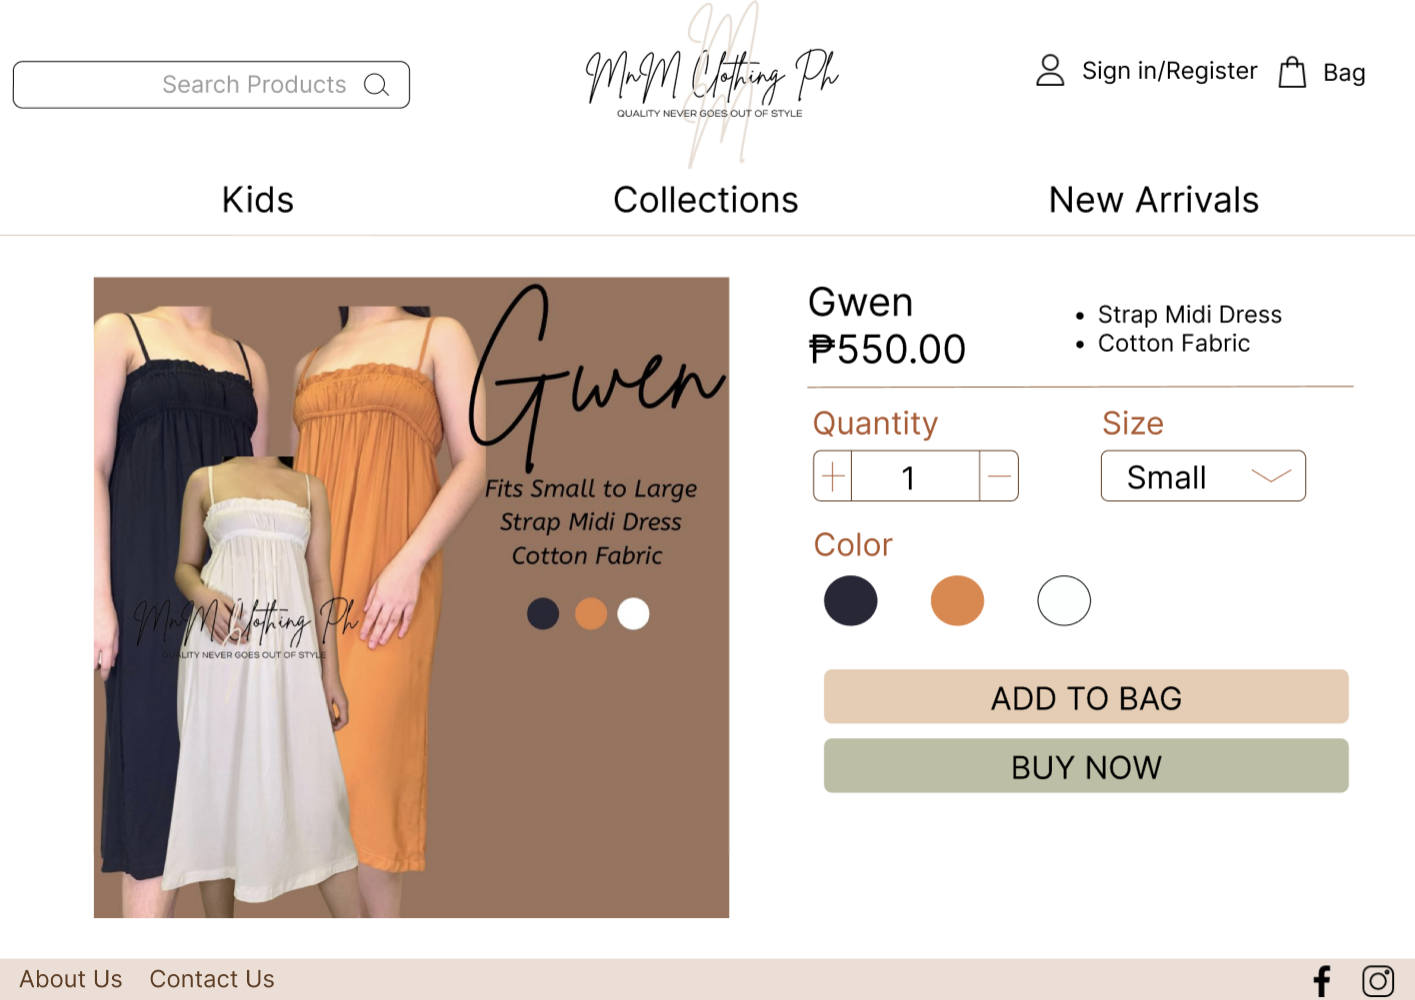 Search Products
MnM Clothing Ph
QUALITY NEVER GOES OUT OF STYLE
Sign in/Register
Bag
Kids
Collections
New Arrivals
Gwen
Fits Small to Large
Strap Midi Dress
Cotton Fabric
MnM Clothing Ph
QUALITY NEVER GOES OUT OF STYLE
Gwen
₱550.00
• Strap Midi Dress
• Cotton Fabric
Quantity
1
Size
Small
Color
ADD TO BAG
BUY NOW
About Us
Contact Us